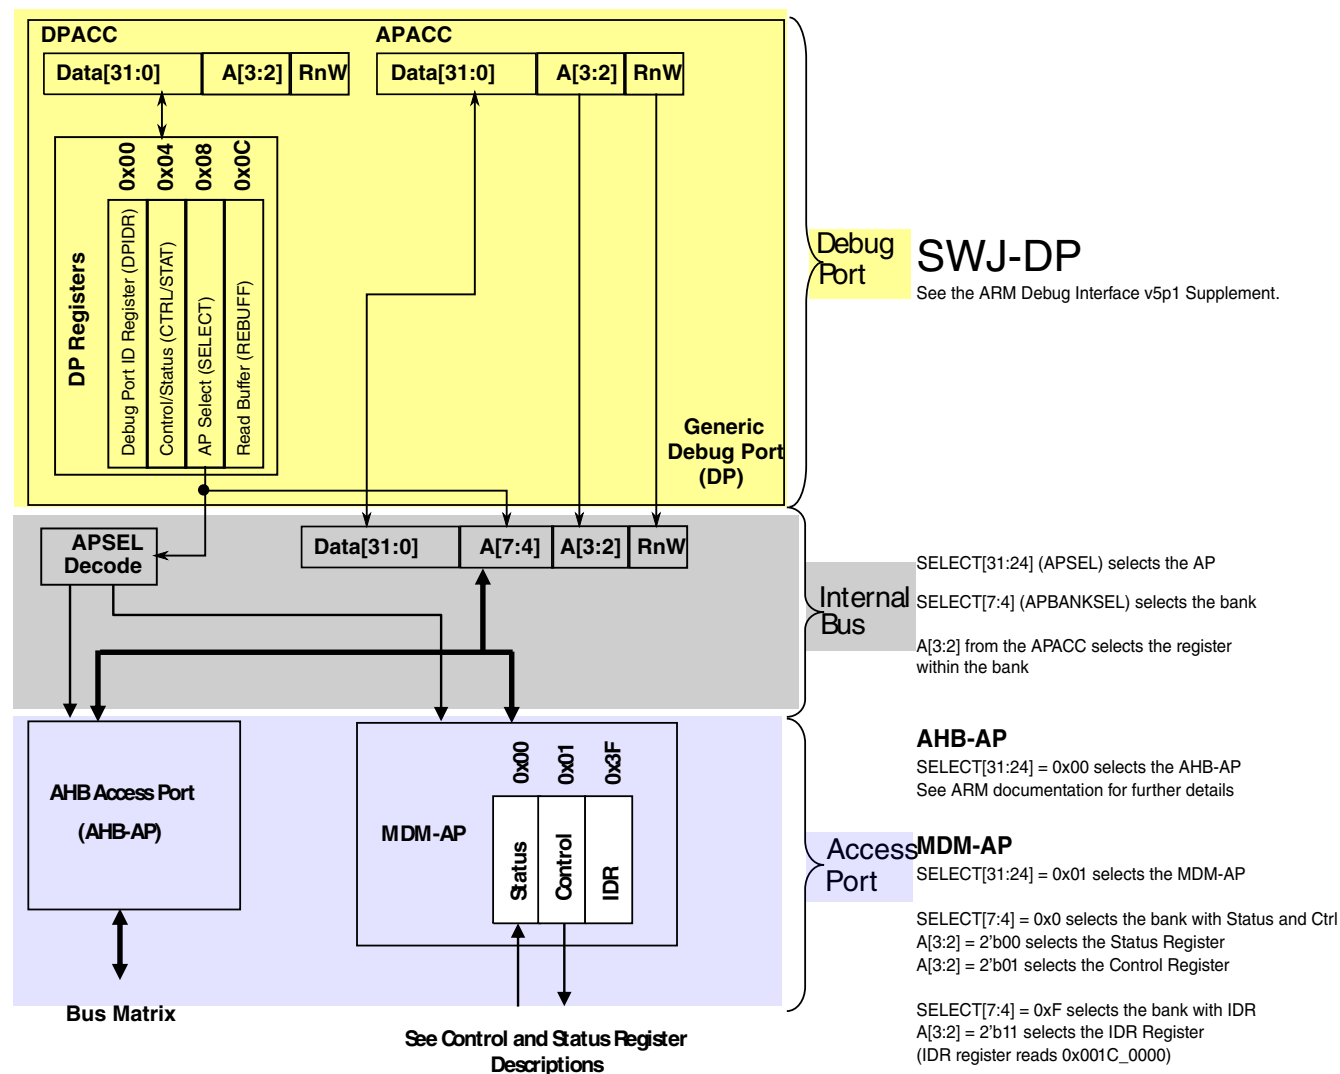 DPACC
APACC
Data[31:0] A[3:2] RnW
Data[31:0] A[3:2] RnW
0x00
0x04
0x08
0x0C
DP Registers
Debug Port ID Register (DPIDR)
Control/Status (CTRL/STAT)
AP Select (SELECT)
Read Buffer (REBUFF)
Generic
Debug Port
(DP)
Debug
Port
SWJ-DP
See the ARM Debug Interface v5p1 Supplement.
APSEL
Decode
Data[31:0] A[7:4] A[3:2] RnW
Internal
Bus
SELECT[31:24] (APSEL) selects the AP
SELECT[7:4] (APBANKSEL) selects the bank
A[3:2] from the APACC selects the register
within the bank
AHB Access Port
(AHB-AP)
Bus Matrix
MDM-AP
0x00
0x01
0x3F
Status
Control
IDR
See Control and Status Register
Descriptions
Access
Port
AHB-AP
SELECT[31:24] = 0x00 selects the AHB-AP
See ARM documentation for further details
MDM-AP
SELECT[31:24] = 0x01 selects the MDM-AP
SELECT[7:4] = 0x0 selects the bank with Status and Ctrl
A[3:2] = 2'b00 selects the Status Register
A[3:2] = 2'b01 selects the Control Register
SELECT[7:4] = 0xF selects the bank with IDR
A[3:2] = 2'b11 selects the IDR Register
(IDR register reads 0x001C_0000)